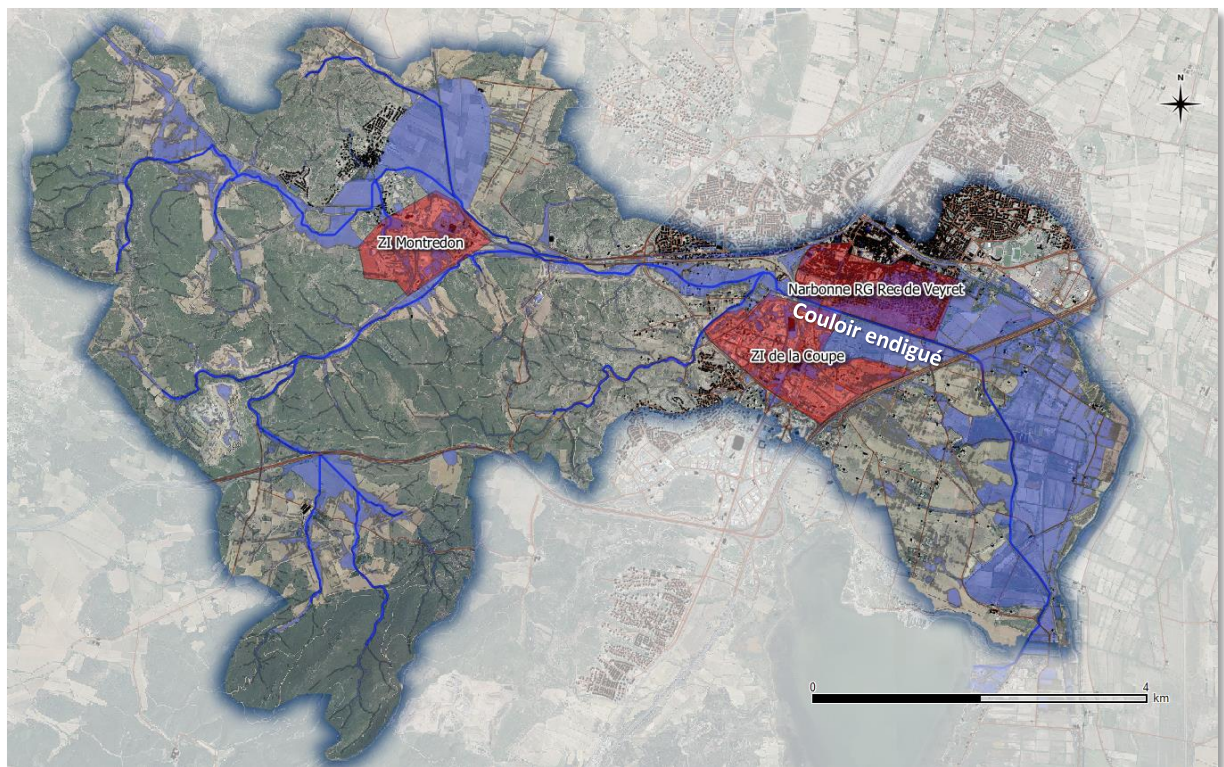 N
ZI Montredon
Narbonne RG Rec de Veyret
Couloir endigué
ZI de la Coupe
0 4
km